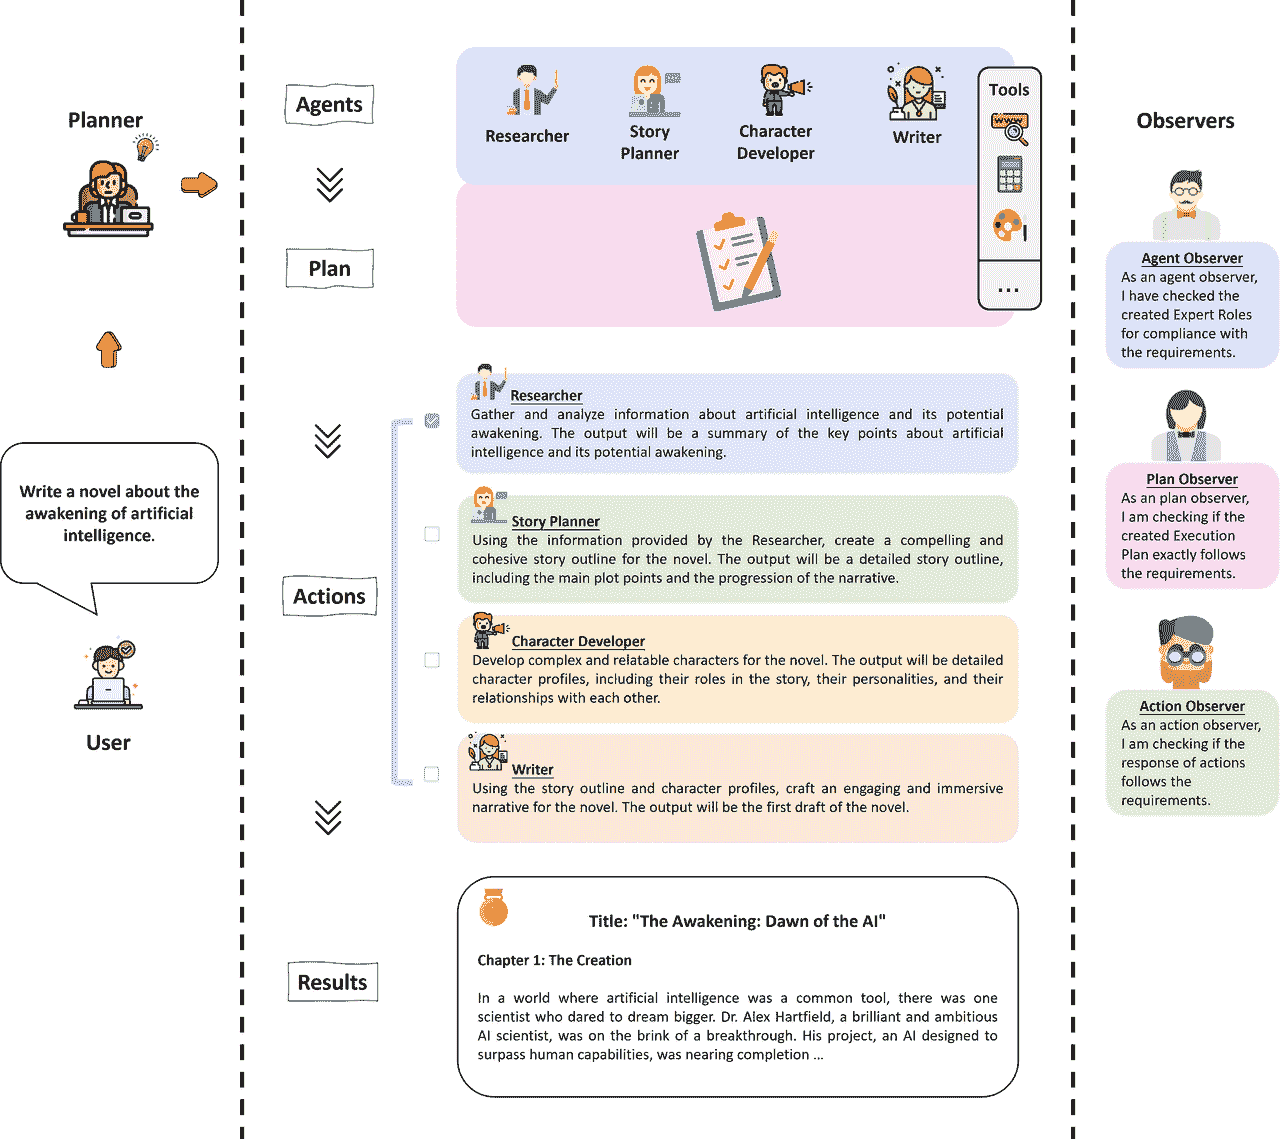 Planner
Write a novel about the
awakening of artificial
intelligence.
User
Agents
Plan
Actions
Results
Researcher
Story
Planner
Character
Developer
Writer
Tools
www
...
Researcher
Gather and analyze information about artificial intelligence and its potential
awakening. The output will be a summary of the key points about artificial
intelligence and its potential awakening.
Story Planner
Using the information provided by the Researcher, create a compelling and
cohesive story outline for the novel. The output will be a detailed story outline,
including the main plot points and the progression of the narrative.
Character Developer
Develop complex and relatable characters for the novel. The output will be detailed
character profiles, including their roles in the story, their personalities, and their
relationships with each other.
Writer
Using the story outline and character profiles, craft an engaging and immersive
narrative for the novel. The output will be the first draft of the novel.
Title: "The Awakening: Dawn of the AI"
Chapter 1: The Creation
In a world where artificial intelligence was a common tool, there was one
scientist who dared to dream bigger. Dr. Alex Hartfield, a brilliant and ambitious
AI scientist, was on the brink of a breakthrough. His project, an AI designed to
surpass human capabilities, was nearing completion ...
Observers
Agent Observer
As an agent observer,
I have checked the
created Expert Roles
for compliance with
the requirements.
Plan Observer
As an plan observer,
I am checking if the
created Execution
Plan exactly follows
the requirements.
Action Observer
As an action observer,
I am checking if the
response of actions
follows the
requirements.